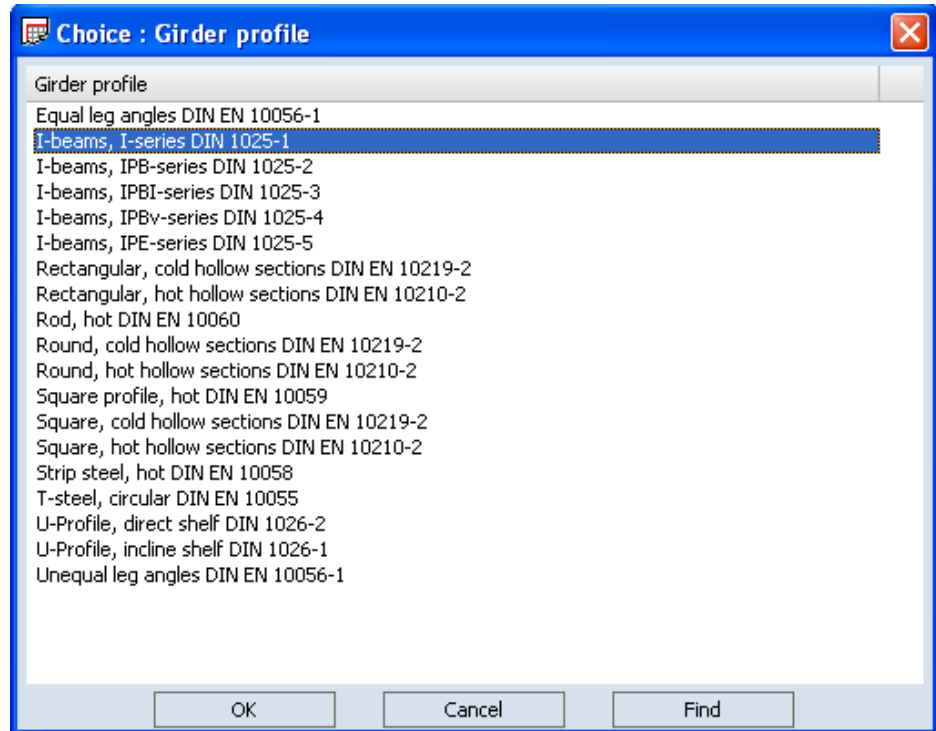 Choice : Girder profile
Girder profile
Equal leg angles DIN EN 10056-1
I-beams, I-series DIN 1025-1
I-beams, IPB-series DIN 1025-2
I-beams, IPBI-series DIN 1025-3
I-beams, IPBv-series DIN 1025-4
I-beams, IPE-series DIN 1025-5
Rectangular, cold hollow sections DIN EN 10219-2
Rectangular, hot hollow sections DIN EN 10210-2
Rod, hot DIN EN 10060
Round, cold hollow sections DIN EN 10219-2
Round, hot hollow sections DIN EN 10210-2
Square profile, hot DIN EN 10059
Square, cold hollow sections DIN EN 10219-2
Square, hot hollow sections DIN EN 10210-2
Strip steel, hot DIN EN 10058
T-steel, circular DIN EN 10055
U-Profile, direct shelf DIN 1026-2
U-Profile, incline shelf DIN 1026-1
Unequal leg angles DIN EN 10056-1
OK Cancel Find